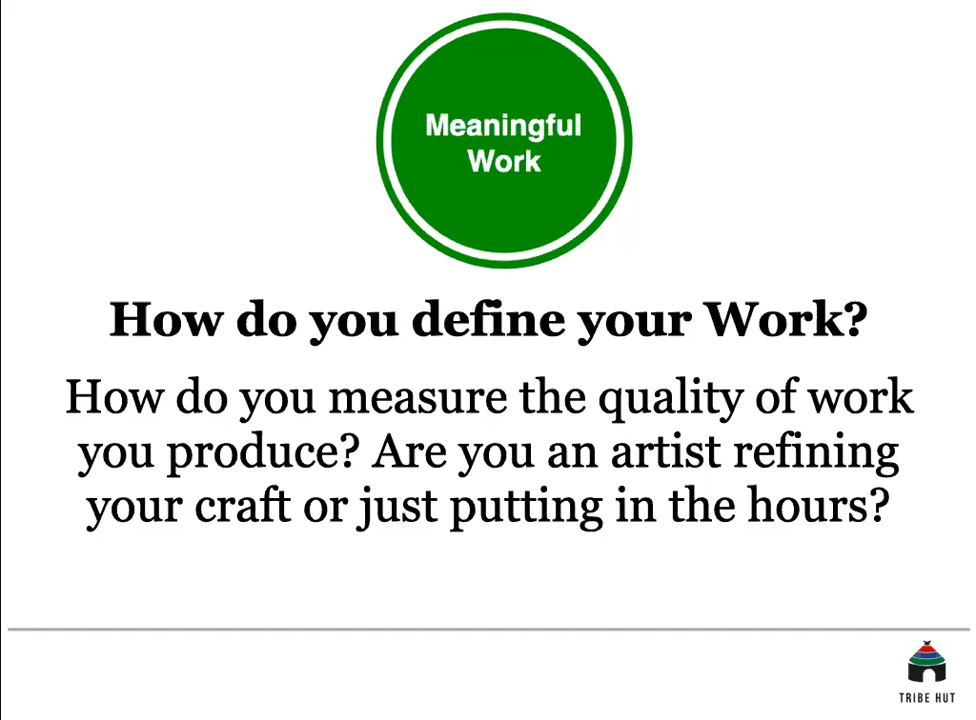 Meaningful
Work
How do you define your Work?
How do you measure the quality of work
you produce? Are you an artist refining
your craft or just putting in the hours?
TRIBE HUT